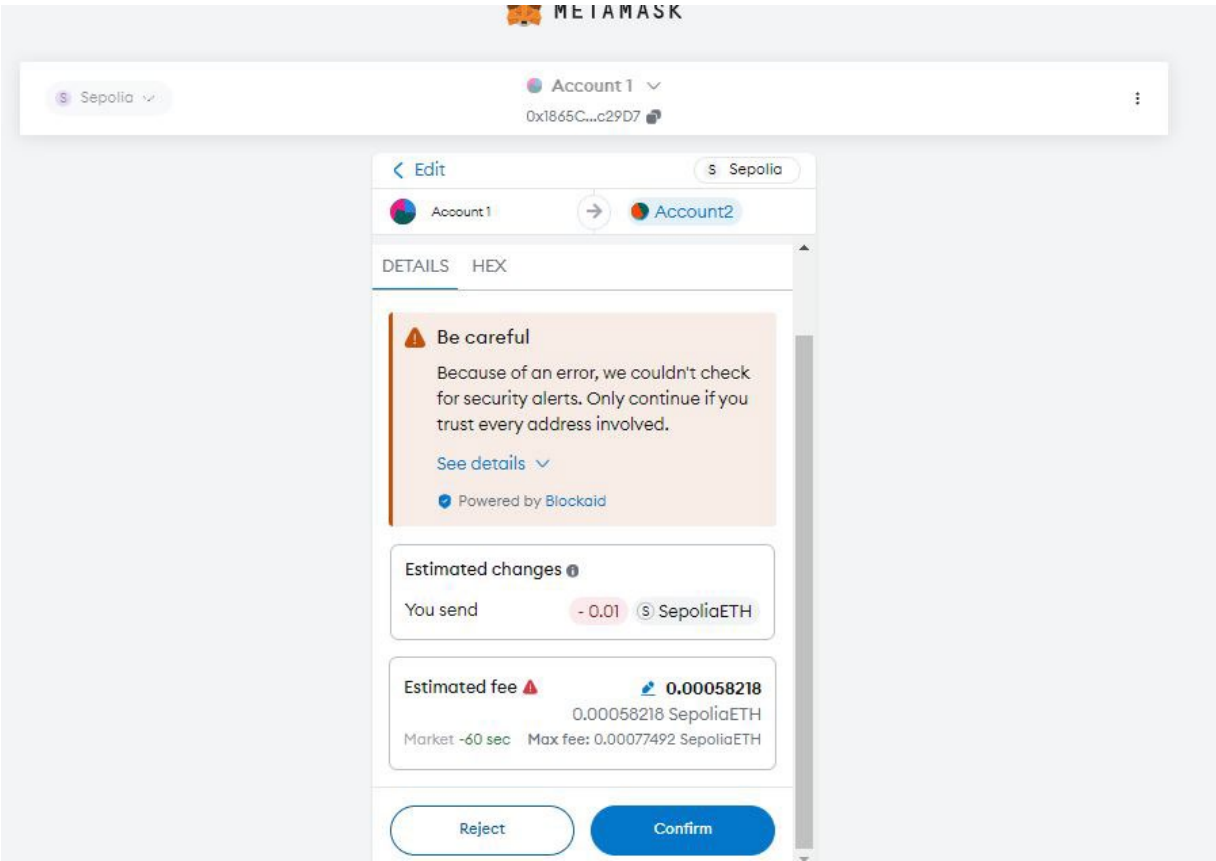 METAMASK
S Sepolia
Account 1
0x1865C...c29D7
Edit
S Sepolia
Account 1
Account2
DETAILS HEX
Be careful
Because of an error, we couldn't check
for security alerts. Only continue if you
trust every address involved.
See details
Powered by Blockaid
Estimated changes
You send - 0.01 S SepoliaETH
Estimated fee 0.00058218
0.00058218 SepoliaETH
Market ~60 sec Max fee: 0.00077492 SepoliaETH
Reject Confirm